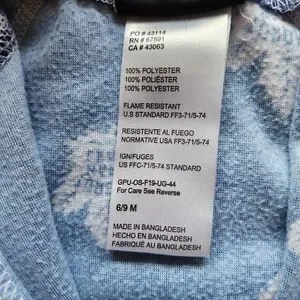 PO # 43114
RN # 67891
CA # 43063
100% POLYESTER
100% POLIÉSTER
100% POLYESTER
FLAME RESISTANT
U.S STANDARD FF3-71/5-74
RESISTENTE AL FUEGO
NORMATIVE USA FF3-71/5-74
IGNIFUGES
US FFC-71/5-74 STANDARD
GPU-OS-F19-UG-44
For Care See Reverse
6/9 M
MADE IN BANGLADESH
HECHO EN BANGLADESH
FABRIQUÉ AU BANGLADESH